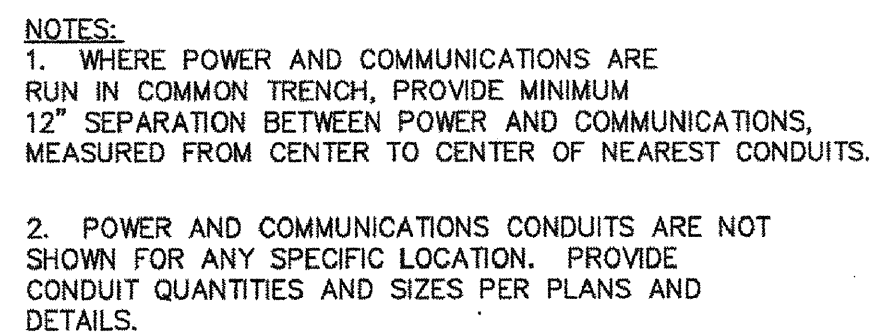 NOTES:
1. WHERE POWER AND COMMUNICATIONS ARE
RUN IN COMMON TRENCH, PROVIDE MINIMUM
12" SEPARATION BETWEEN POWER AND COMMUNICATIONS,
MEASURED FROM CENTER TO CENTER OF NEAREST CONDUITS.
2. POWER AND COMMUNICATIONS CONDUITS ARE NOT
SHOWN FOR ANY SPECIFIC LOCATION. PROVIDE
CONDUIT QUANTITIES AND SIZES PER PLANS AND
DETAILS.